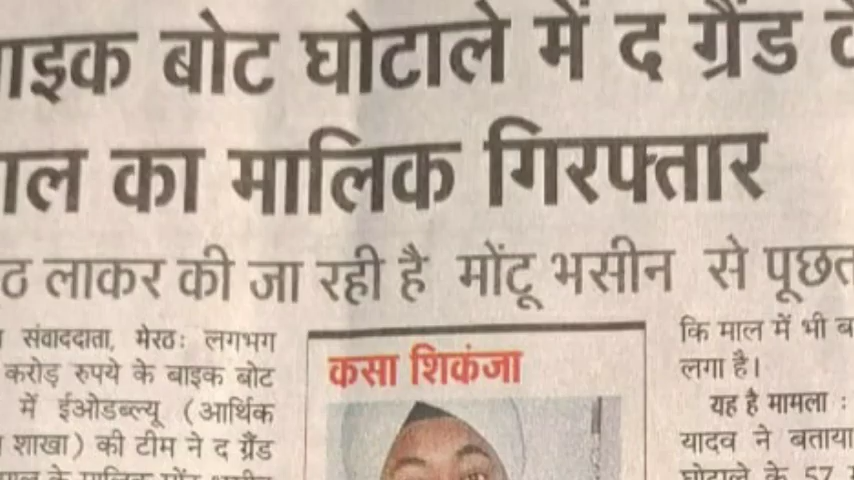 बाइक बोट घोटाले में द ग्रैंड
का मालिक गिरफ्तार
लाकर की जा रही है मोंटू भसीन से
संवाददाता, मेरठ: लगभग
करोड़ रुपये के बाइक बोट
में ईओडब्ल्यू (आर्थिक
शाखा) की टीम ने द ग्रैंड
कसा शिकंजा
कि माल में भी
लगा है।
यह है मामला :
यादव ने बताया
घोटाले के 57